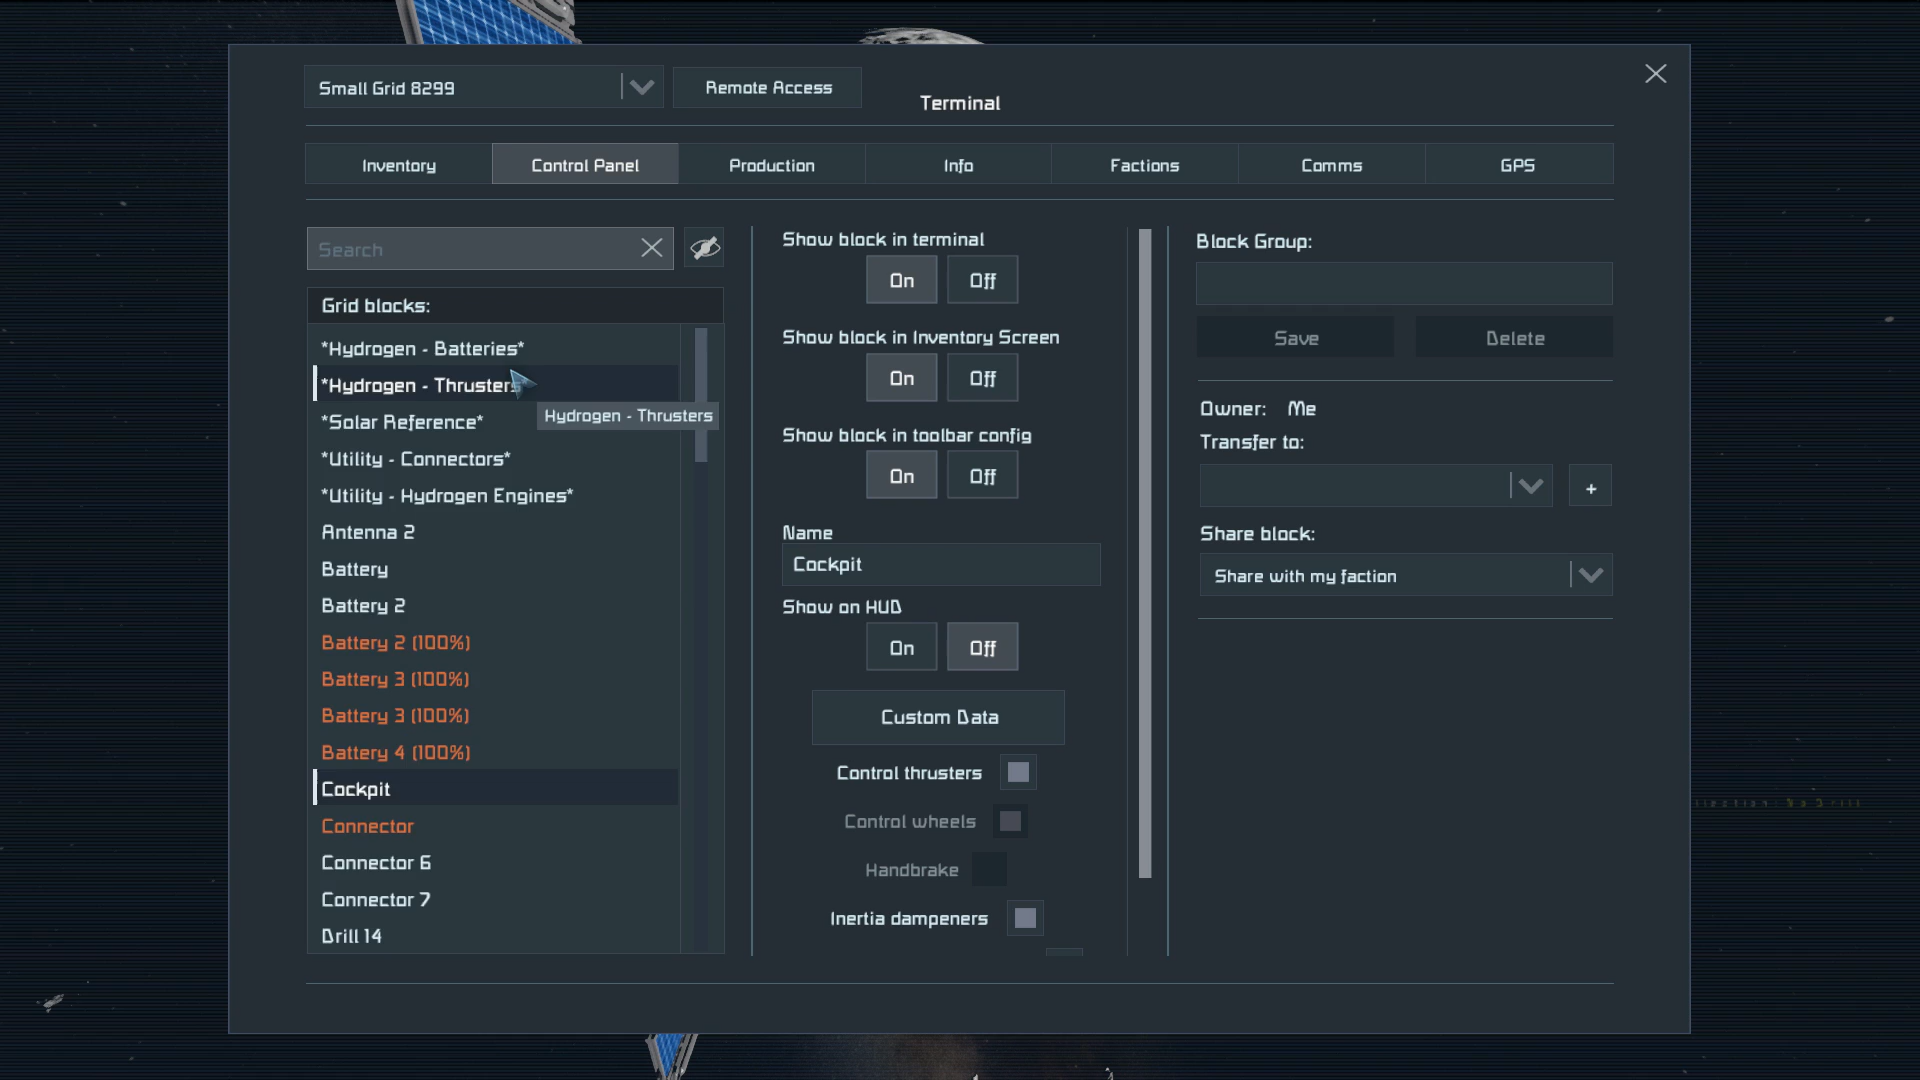 Small Grid 8299
Remote Access
Terminal
Inventory
Control Panel
Production
Info
Factions
Comms
GPS
Search
Grid blocks:
*Hydrogen - Batteries*
*Hydrogen - Thrusters
Hydrogen - Thrusters
*Solar Reference*
*Utility - Connectors*
*Utility - Hydrogen Engines*
Antenna 2
Battery
Battery 2
Battery 2 (100%)
Battery 3 (100%)
Battery 3 (100%)
Battery 4 (100%)
Cockpit
Connector
Connector 6
Connector 7
Drill 14
Show block in terminal
On Off
Show block in Inventory Screen
On Off
Show block in toolbar config
On Off
Name
Cockpit
Show on HUD
On Off
Custom Data
Control thrusters
Control wheels
Handbrake
Inertia dampeners
Block Group:
Save
Delete
Owner: Me
Transfer to:
+
Share block:
Share with my faction